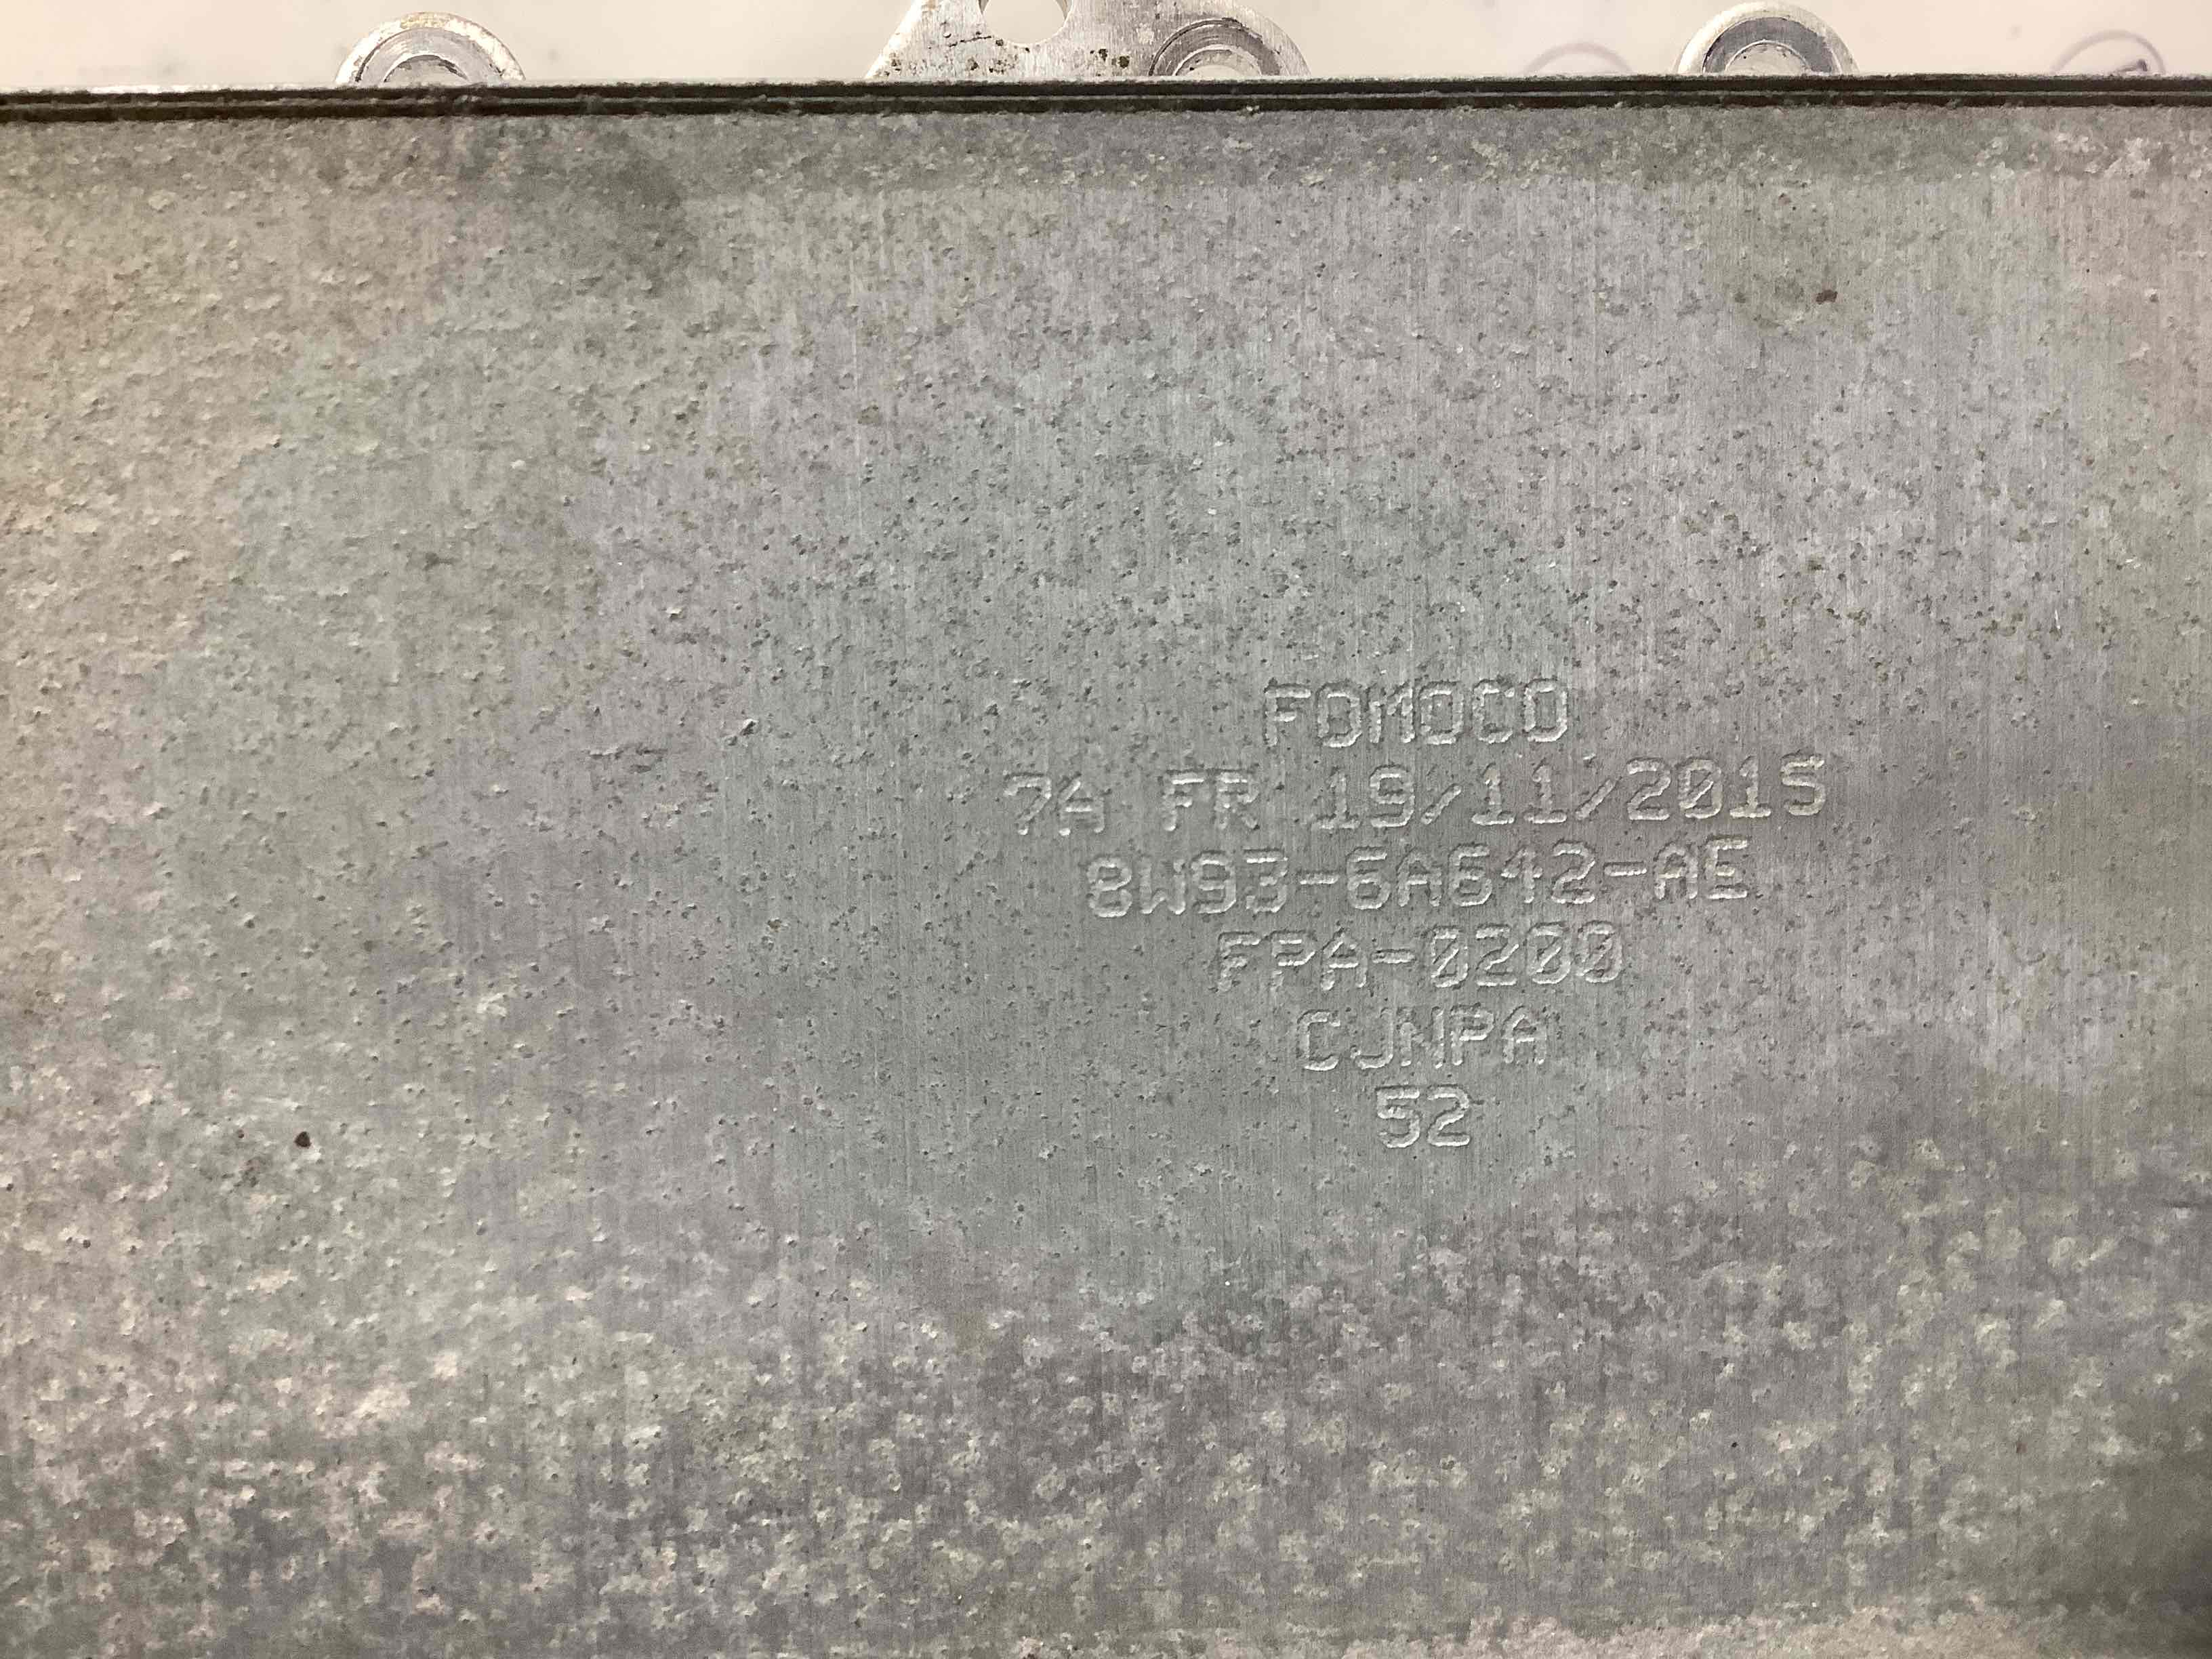 FOMOCO
7A FR 19/11/2015
8W93-6A642-AE
FPA-0200
CJNPA
52